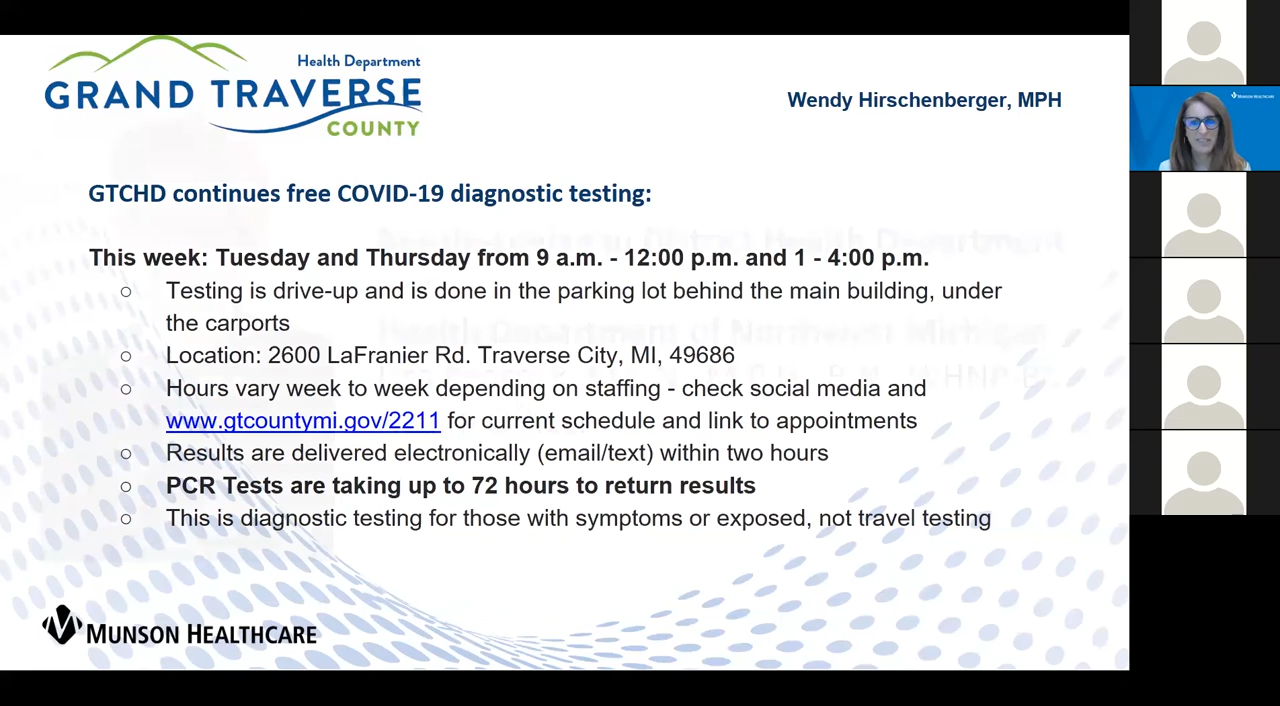 Health Department
GRAND TRAVERSE
COUNTY
Wendy Hirschenberger, MPH
MUNSON HEALTHCARE
GTCHD continues free COVID-19 diagnostic testing:
This week: Tuesday and Thursday from 9 a.m. - 12:00 p.m. and 1 - 4:00 p.m.
○ Testing is drive-up and is done in the parking lot behind the main building, under
the carports
○ Location: 2600 LaFranier Rd. Traverse City, MI, 49686
○ Hours vary week to week depending on staffing - check social media and
www.gtcountymi.gov/2211 for current schedule and link to appointments
○ Results are delivered electronically (email/text) within two hours
○ PCR Tests are taking up to 72 hours to return results
○ This is diagnostic testing for those with symptoms or exposed, not travel testing
MUNSON HEALTHCARE